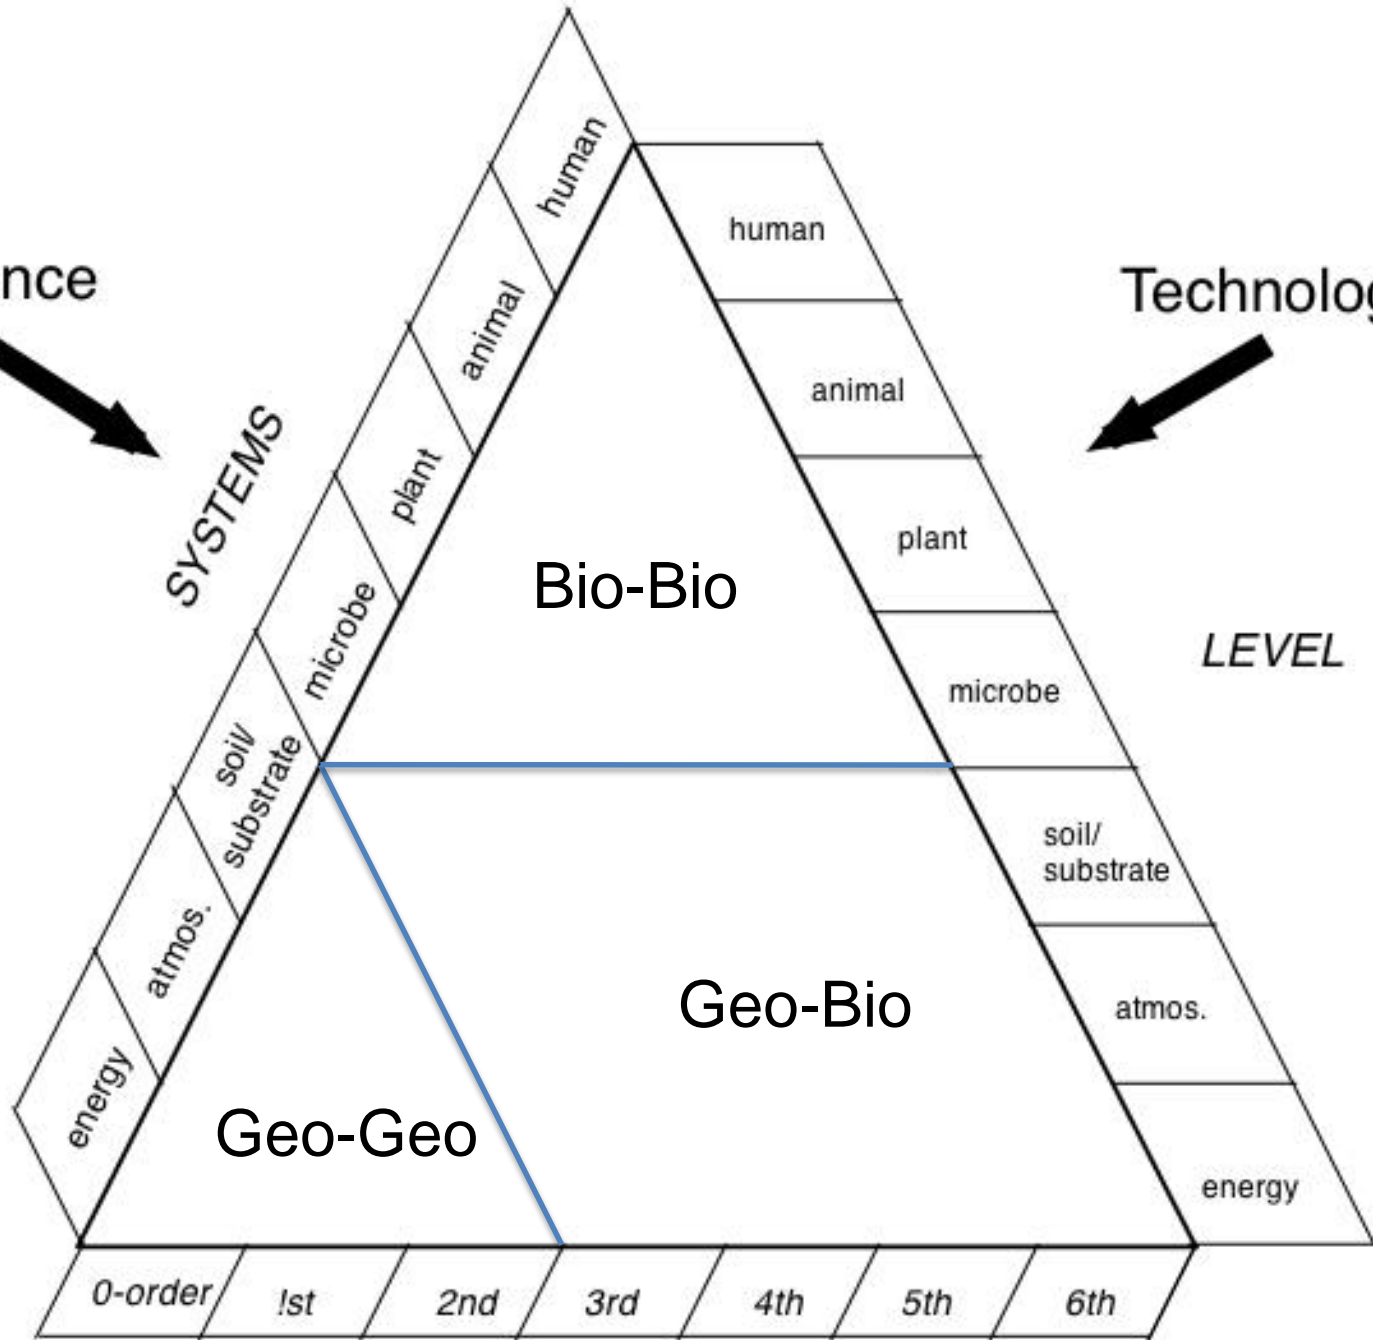 nce
Technolog
SYSTEMS
human
animal
plant
microbe
soil/
substrate
atmos.
energy
human
animal
plant
microbe
soil/
substrate
atmos.
energy
LEVEL
Bio-Bio
Geo-Bio
Geo-Geo
0-order
!st
2nd
3rd
4th
5th
6th